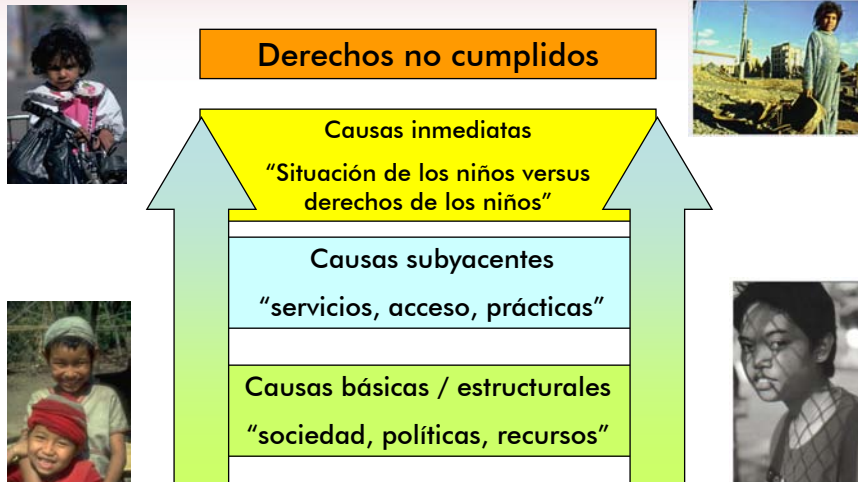 Derechos no cumplidos
Causas inmediatas
“Situación de los niños versus
derechos de los niños”
Causas subyacentes
“servicios, acceso, prácticas”
Causas básicas / estructurales
“sociedad, políticas, recursos”